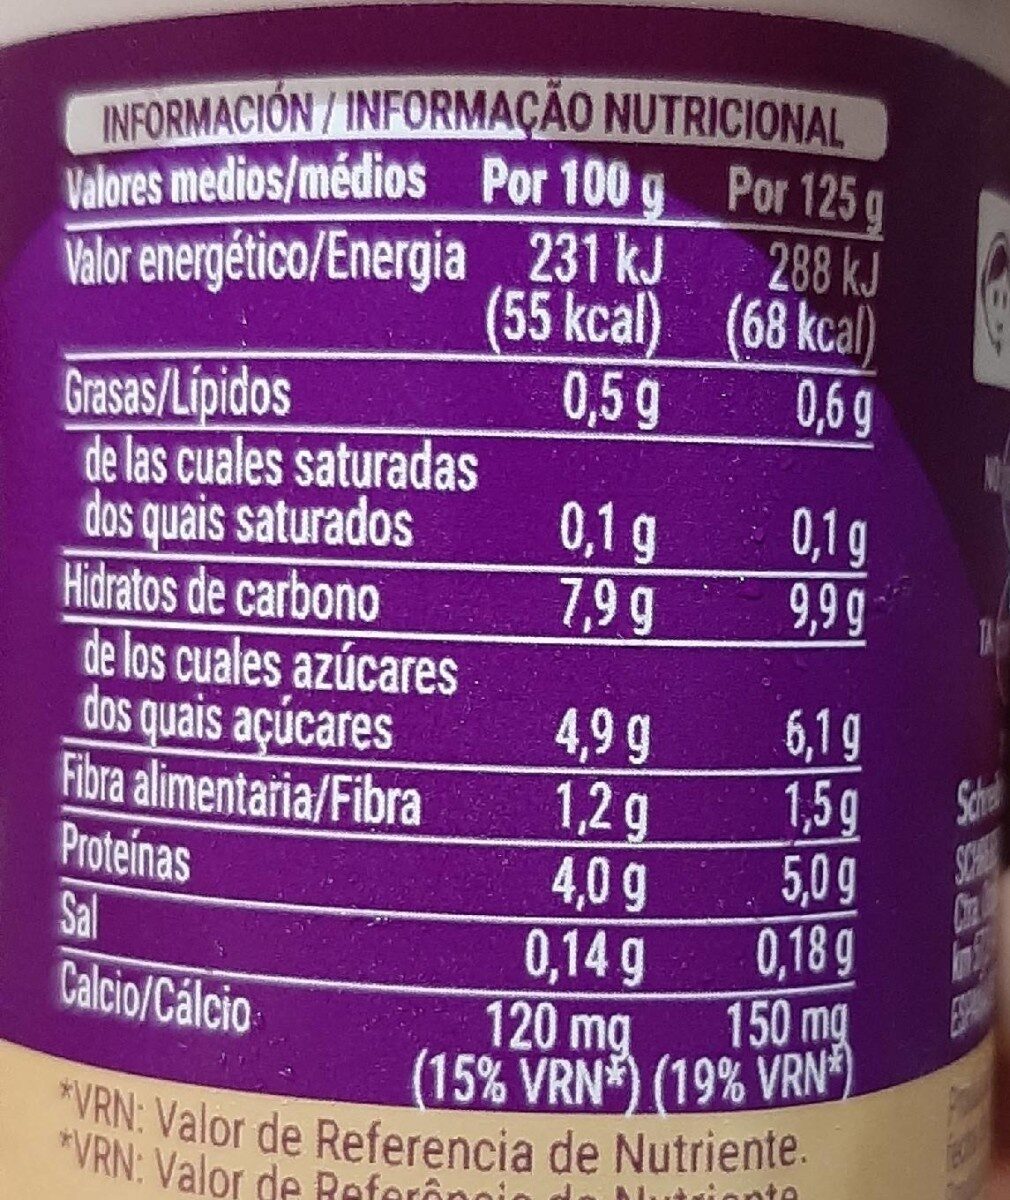 INFORMACIÓN / INFORMAÇÃO NUTRICIONAL
Valores medios/médios Por 100 g Por 125 g
Valor energético/Energia 231 kJ 288 kJ
(55 kcal) (68 kcal)
Grasas/Lípidos 0,5 g 0,6 g
de las cuales saturadas
dos quais saturados 0,1 g 0,1 g
Hidratos de carbono 7,9 g 9,9 g
de los cuales azúcares
dos quais açúcares 4,9 g 6,1 g
Fibra alimentaria/Fibra 1,2 g 1,5 g
Proteínas 4,0 g 5,0 g
Sal 0,14 g 0,18 g
Calcio/Cálcio 120 mg 150 mg
(15% VRN*) (19% VRN*)
*VRN: Valor de Referencia de Nutriente.
*VRN: Valor de